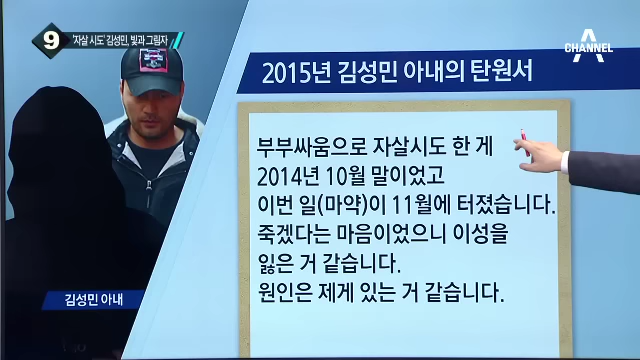 9
'자살 시도' 김성민, 빛과 그림자
CHANNEL A
2015년 김성민 아내의 탄원서
부부싸움으로 자살시도 한 게
2014년 10월 말이었고
이번 일(마약)이 11월에 터졌습니다.
죽겠다는 마음이었으니 이성을
잃은 거 같습니다.
원인은 제게 있는 거 같습니다.
김성민 아내